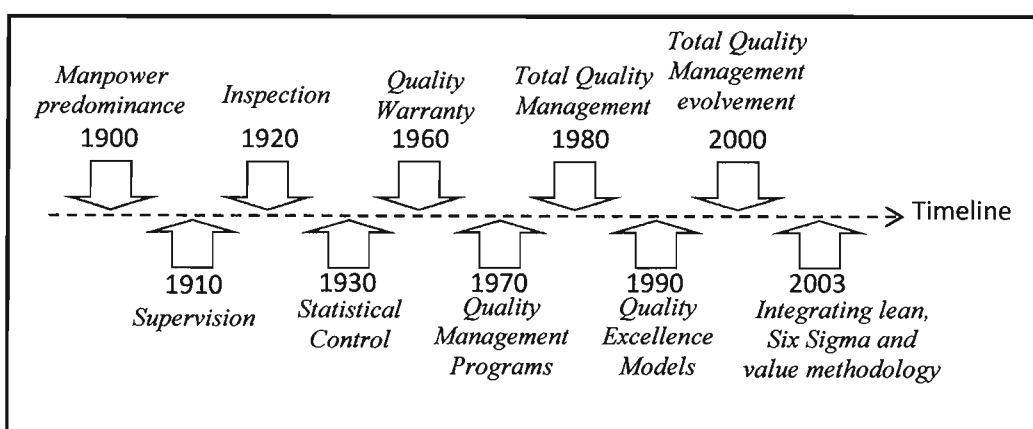 Manpower
predominance
1900
Inspection
1920
Quality
Warranty
1960
Total Quality
Management
1980
Total Quality
Management
evolvement
2000
Timeline
1910
Supervision
1930
Statistical
Control
1970
Quality
Management
Programs
1990
Quality
Excellence
Models
2003
Integrating lean,
Six Sigma and
value methodology